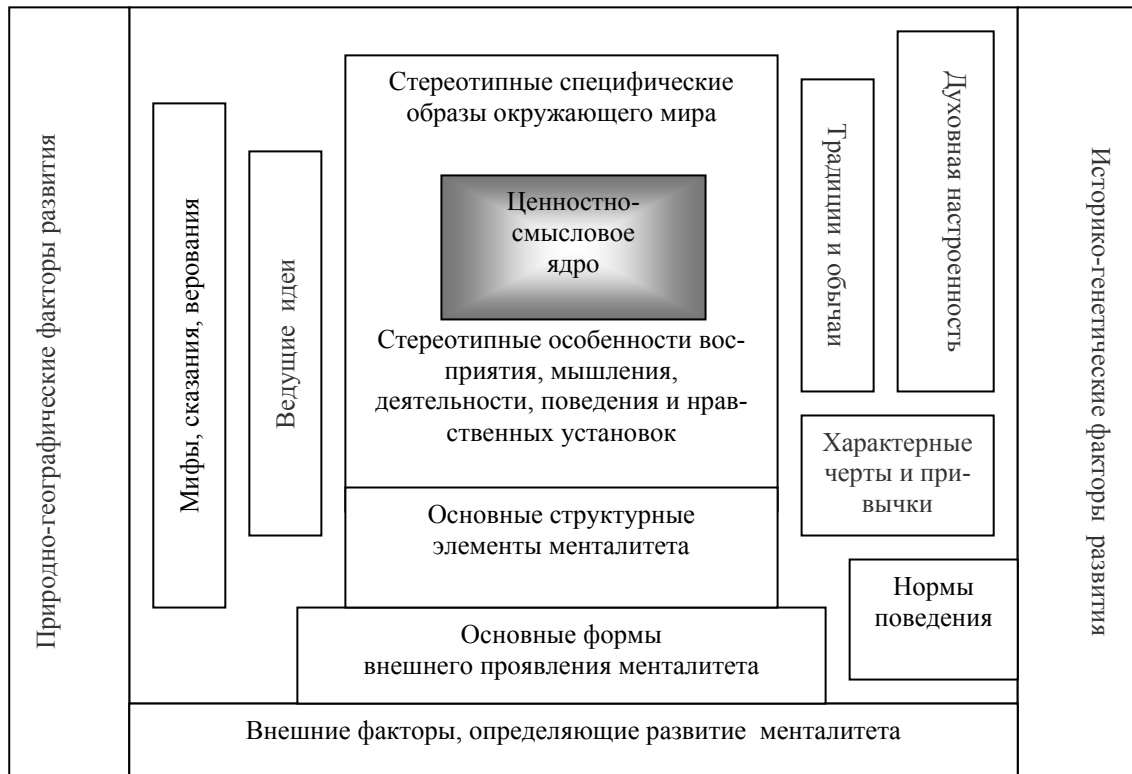 Природно-географические факторы развития
Мифы, сказания, верования
Ведущие  идеи
Стереотипные специфические
образы окружающего мира
Ценностно-
смысловое
ядро
Стереотипные особенности вос-
приятия, мышления,
деятельности, поведения и нрав-
ственных установок
Основные структурные
элементы менталитета
Основные формы
внешнего проявления менталитета
Традиции и обычаи
Духовная настроенность
Характерные
черты и при-
вычки
Нормы
поведения
Историко-генетические факторы  развития
Внешние факторы, определяющие развитие  менталитета